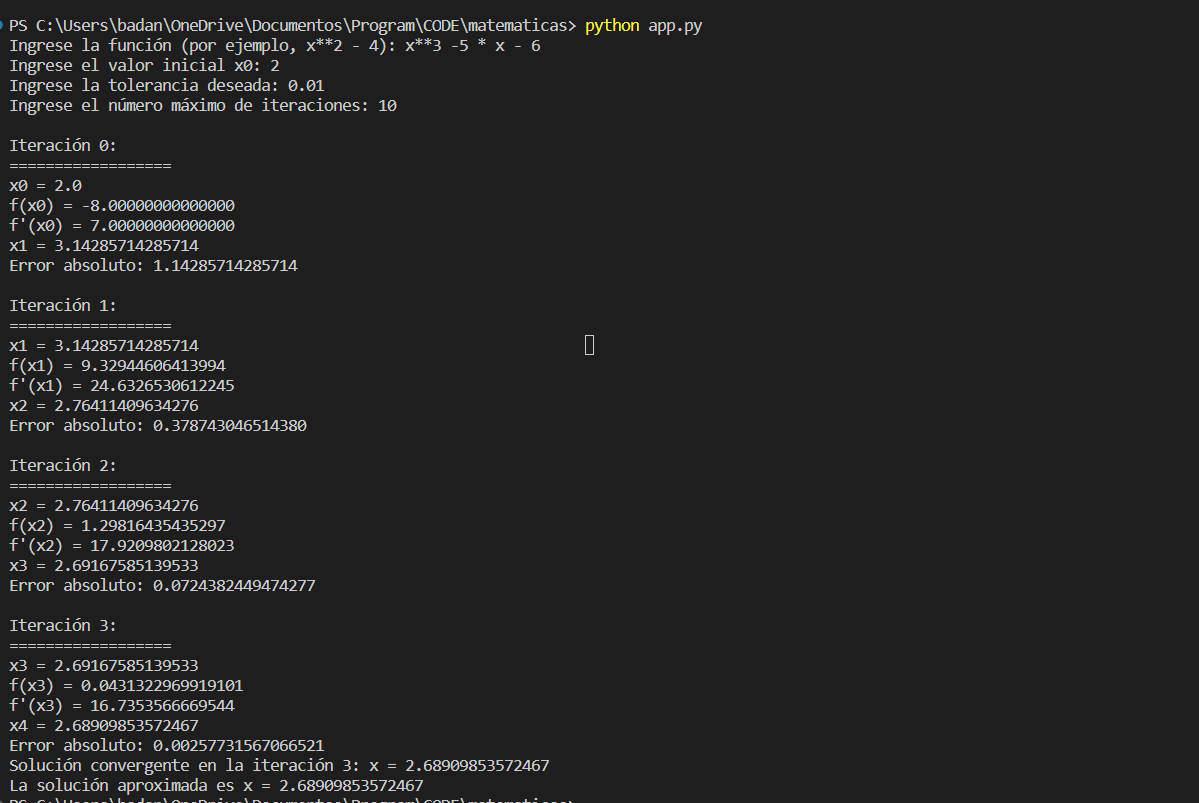 PS C:\Users\badan\OneDrive\Documentos\Program\CODE\matematicas> python app.py
Ingrese la función (por ejemplo, x**2 - 4): x**3 -5 * x - 6
Ingrese el valor inicial x0: 2
Ingrese la tolerancia deseada: 0.01
Ingrese el número máximo de iteraciones: 10
Iteración 0:
==================
x0 = 2.0
f(x0) = -8.00000000000000
f'(x0) = 7.00000000000000
x1 = 3.14285714285714
Error absoluto: 1.14285714285714
Iteración 1:
==================
x1 = 3.14285714285714
f(x1) = 9.32944606413994
f'(x1) = 24.6326530612245
x2 = 2.76411409634276
Error absoluto: 0.378743046514380
Iteración 2:
==================
x2 = 2.76411409634276
f(x2) = 1.29816435435297
f'(x2) = 17.9209802128023
x3 = 2.69167585139533
Error absoluto: 0.0724382449474277
Iteración 3:
==================
x3 = 2.69167585139533
f(x3) = 0.0431322969919101
f'(x3) = 16.7353566669544
x4 = 2.68909853572467
Error absoluto: 0.00257731567066521
Solución convergente en la iteración 3: x = 2.68909853572467
La solución aproximada es x = 2.68909853572467
PS C:\Users\badan\OneDrive\Documentos\Program\CODE\matematicas>